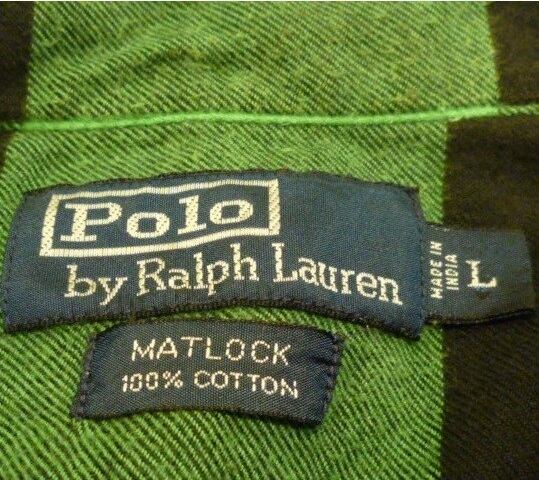 Polo
by Ralph Lauren
MADE IN
INDIA
L
MATLOCK
100% COTTON